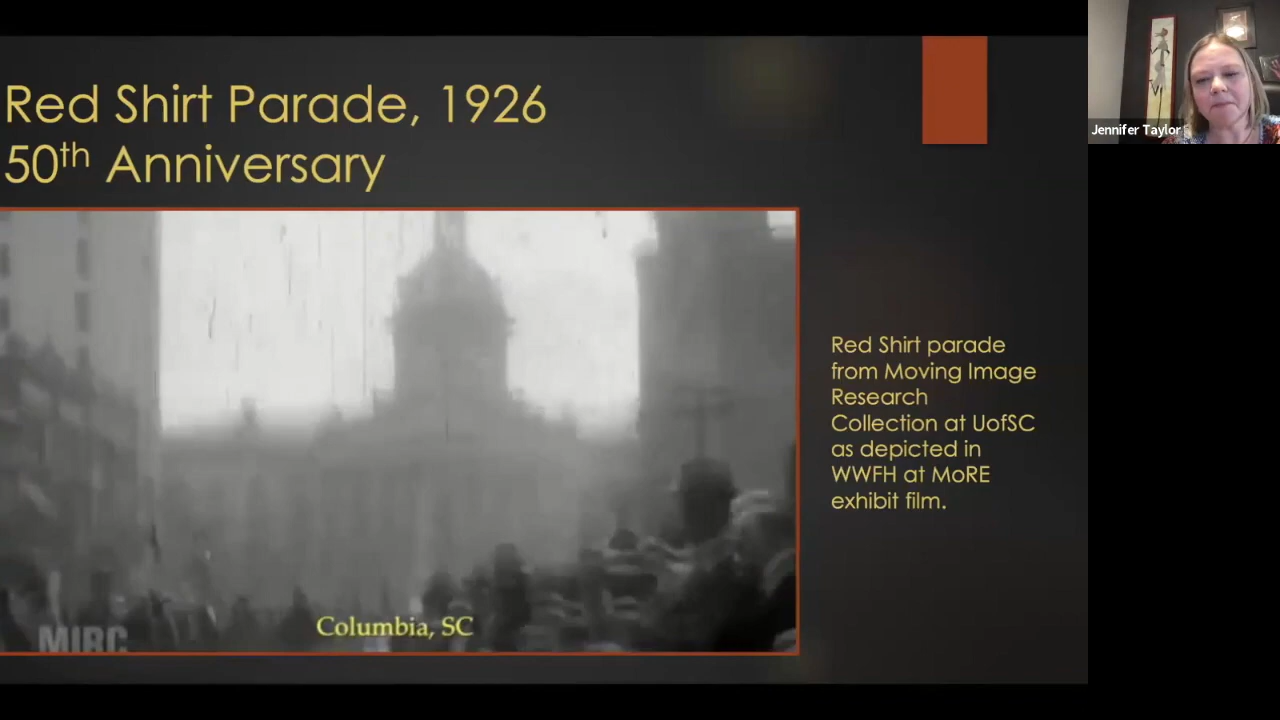 Red Shirt Parade, 1926
50th Anniversary
Jennifer Taylor
Red Shirt parade
from Moving Image
Research
Collection at UofSC
as depicted in
WWFH at MoRE
exhibit film.
Columbia, SC
MIRC